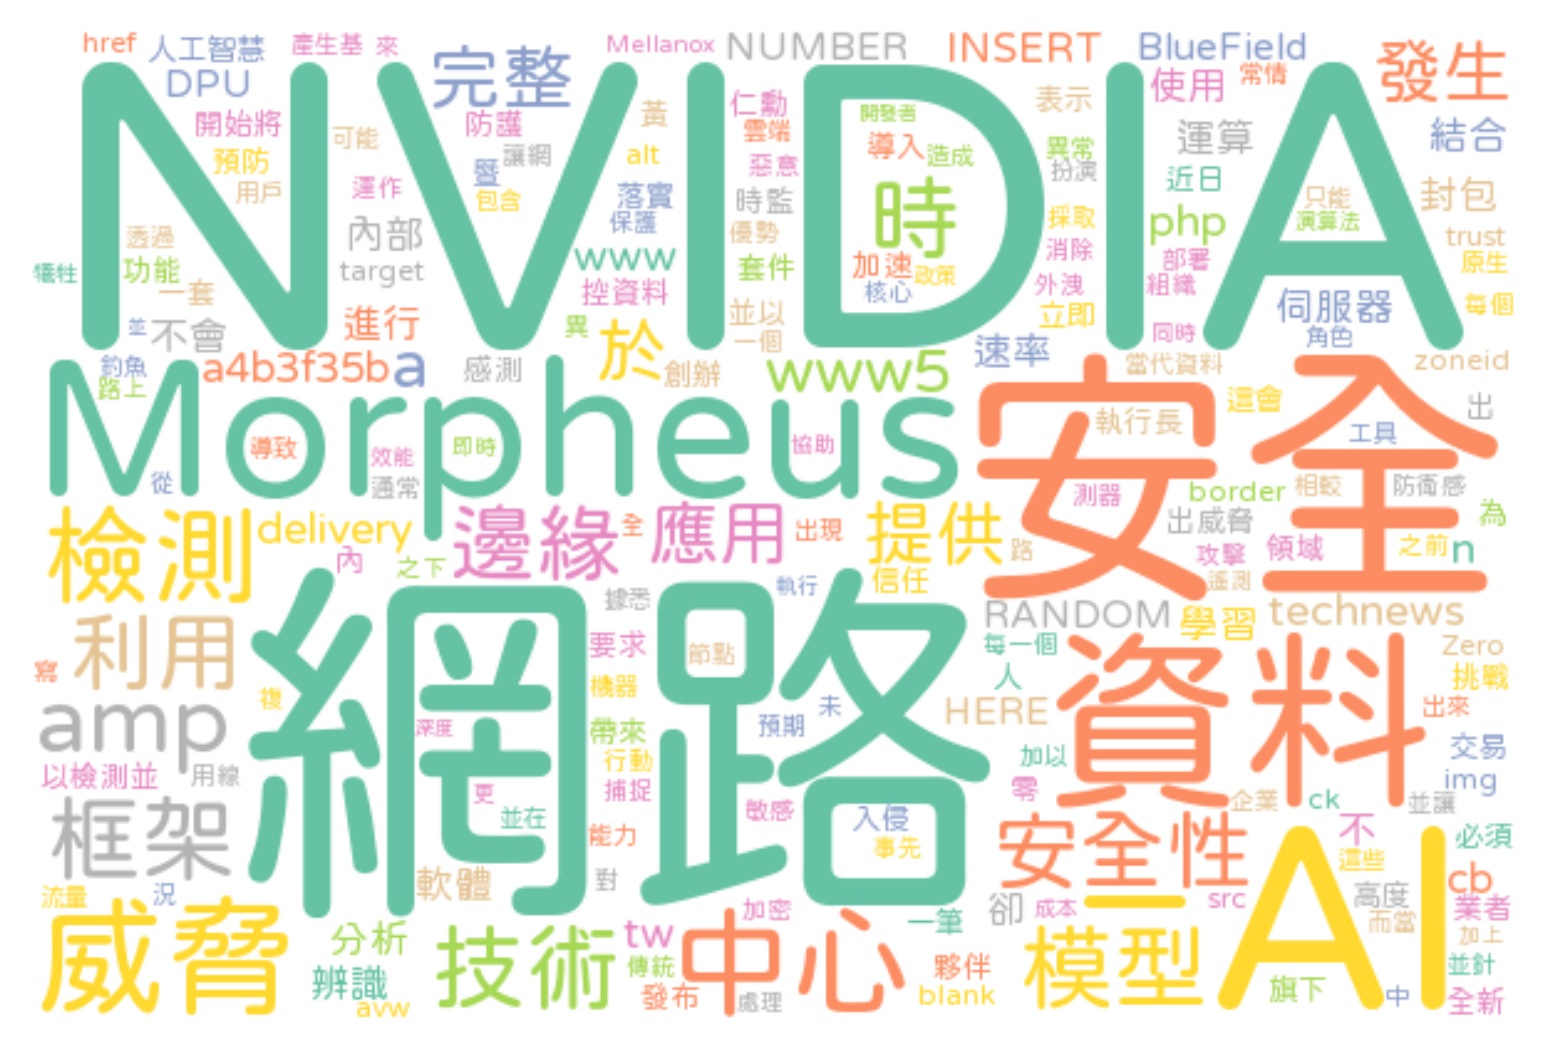 href 人工智慧 產生基 來 完整 Mellanox NUMBER INSERT BlueField 發生
DPU 仁勳 使用 常情
開始將 可能 防護 黃 雲端 開發者 表示 運算 結合
預防 讓網 alt 惡意 導入 造成 異常 扮演
用戶 運作 暨 包含 落實 保護 時監 時 採取 近日 只能 封包
NVIDIA
透過 內部 優勢 消除 php 演算法 trust
犧牲 功能 target www 套件 加速 政策 外洩 部署 原生
一套 控資料 核心 組織 伺服器 每個
並 不會 進行 異 於 並以 一個 立即 同時 角色
釣魚 a4b3f35b a 感測 創辦 www5 速率 當代資料 zoneid
路上 這會 出
Morpheus 安全
導致 效能 即時 協助 執行長 工具
從 通常 測器 border 相較 防衛感
檢測 delivery 邊緣 全 應用 出現 提供 出威脅 為
內 之下 路 攻擊 領域 之前 n
據悉 執行 信任 遙測
利用 網路 要求 節點 RANDOM 學習 technews
寫 每一個 資料 Zero
複 機器 人 挑戰
amp 深度 帶來 預期 未 HERE 出來
以檢測並 用線 行動 加以 交易
更 捕捉 敏感 零 企業 ck img 並讓
框架 並在 能力 入侵 安全性 不 必須
事先 這些
流量 況 軟體 對 加密 一筆 卻 成本 一 src 高度 cb
威脅 分析 技術 tw 中心 模型 AI 而當 業者
辨識 傳統 夥伴 加上
avw 發布 處理 blank 旗下 中 並針
全新